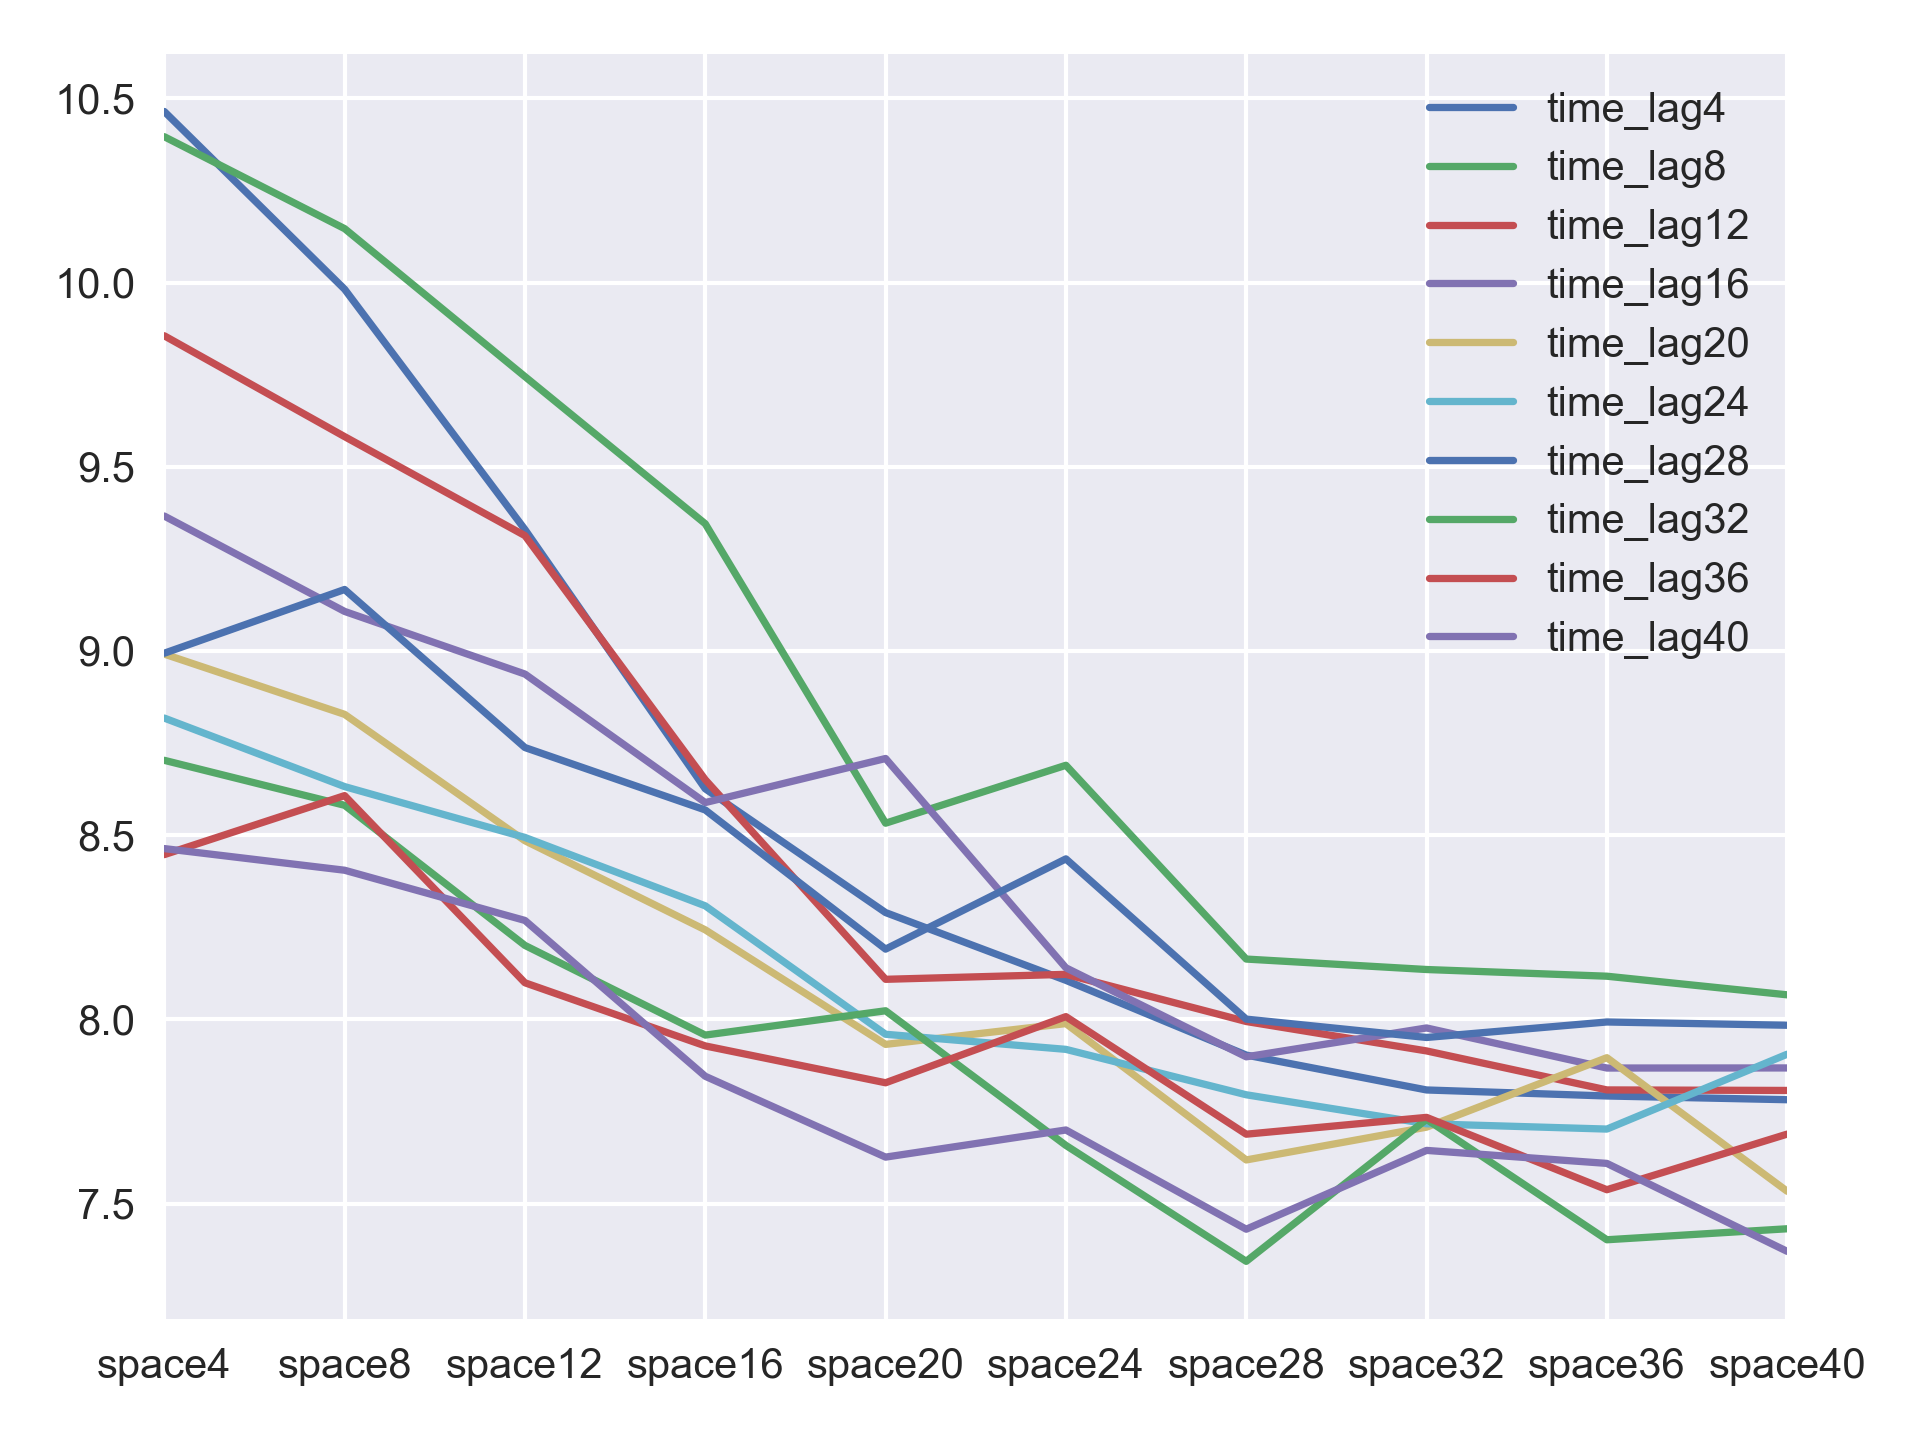 10.5
10.0
9.5
9.0
8.5
8.0
7.5
time_lag4
time_lag8
time_lag12
time_lag16
time_lag20
time_lag24
time_lag28
time_lag32
time_lag36
time_lag40
space4 space8 space12 space16 space20 space24 space28 space32 space36 space40